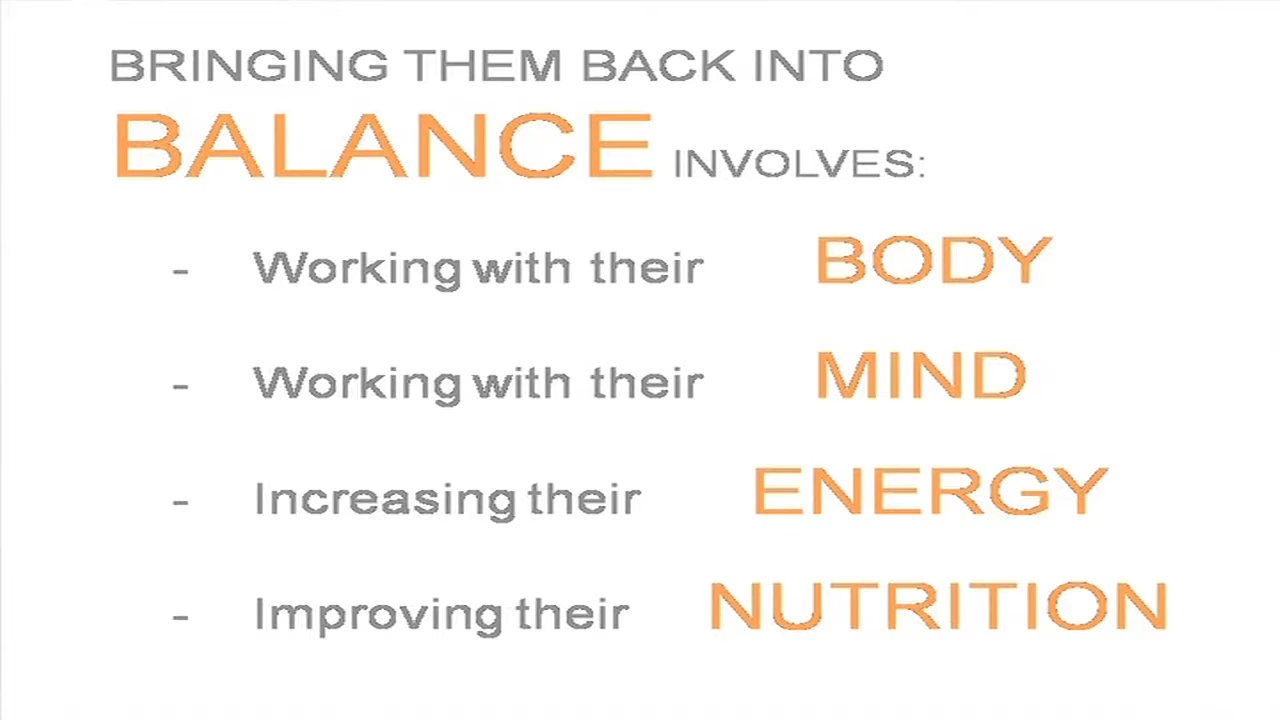 BRINGING THEM BACK INTO
BALANCE INVOLVES:
- Working with their BODY
- Working with their MIND
- Increasing their ENERGY
- Improving their NUTRITION